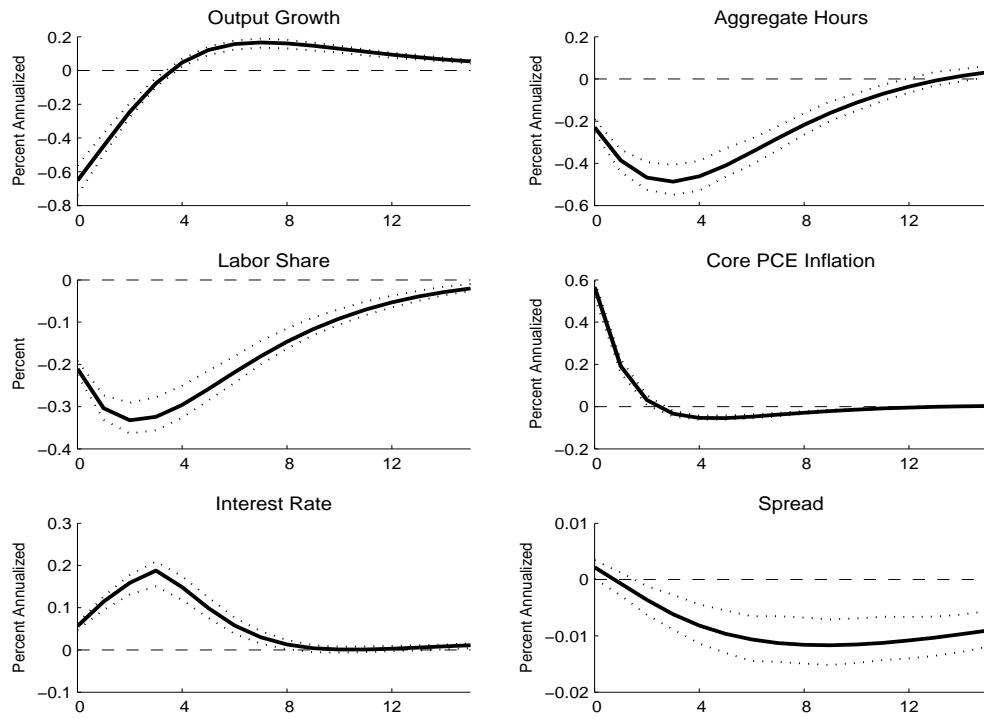 Output Growth
Percent Annualized
0.2
0
−0.2
−0.4
−0.6
−0.8
0 4 8 12
Aggregate Hours
Percent Annualized
0.2
0
−0.2
−0.4
−0.6
0 4 8 12
Labor Share
Percent
0
−0.1
−0.2
−0.3
−0.4
0 4 8 12
Core PCE Inflation
Percent Annualized
0.6
0.4
0.2
0
−0.2
0 4 8 12
Interest Rate
Percent Annualized
0.3
0.2
0.1
0
−0.1
0 4 8 12
Spread
Percent Annualized
0.01
0
−0.01
−0.02
0 4 8 12